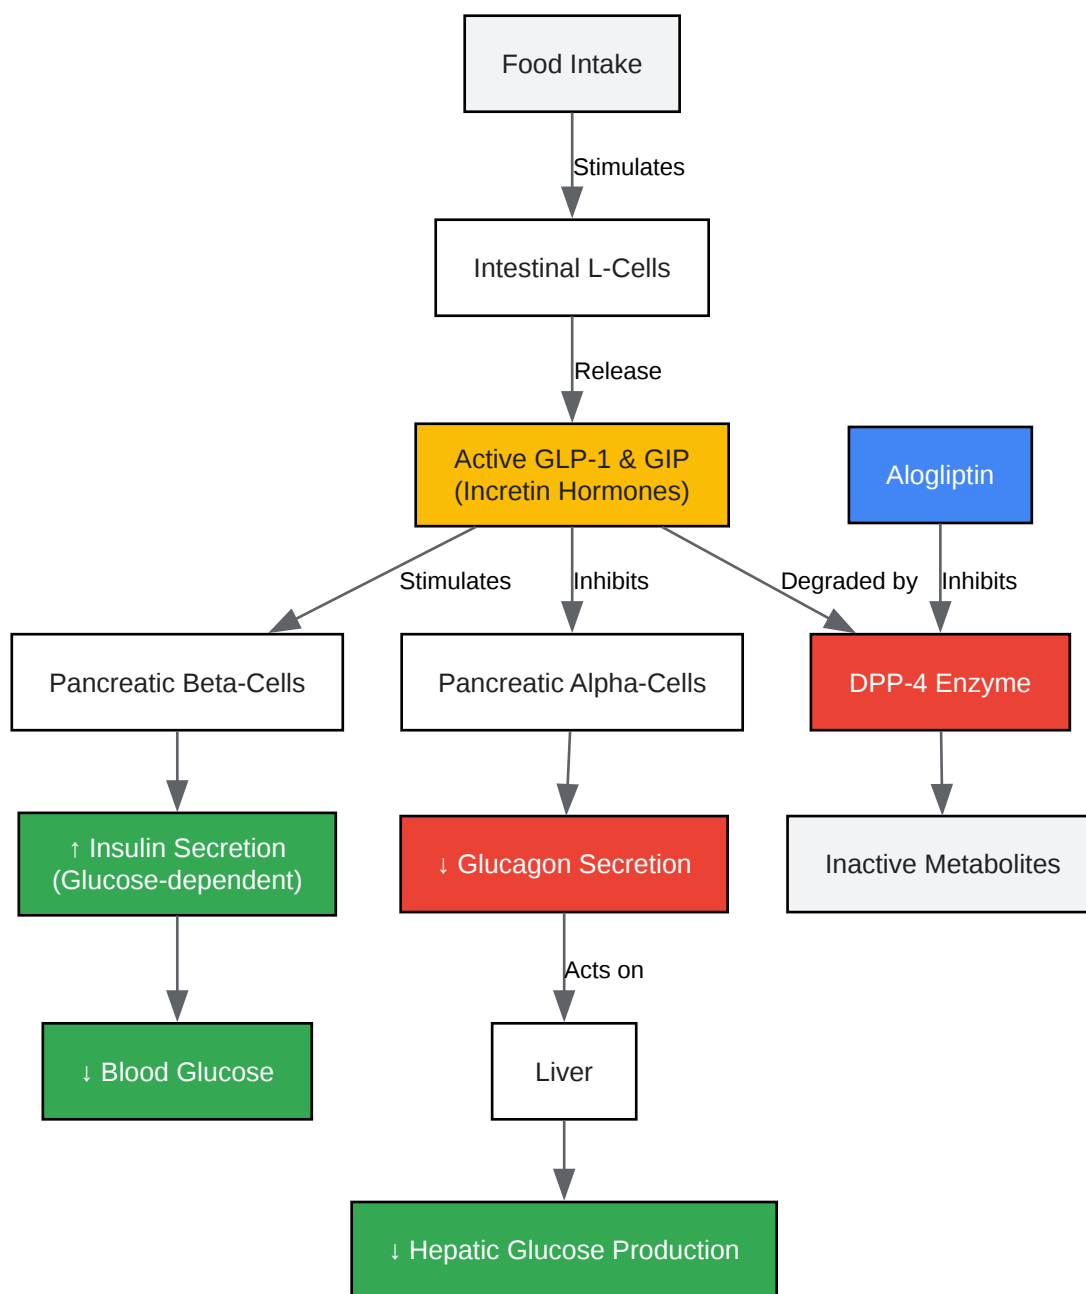 Food Intake
Stimulates
Intestinal L-Cells
Release
Active GLP-1 & GIP
(Incretin Hormones)
Alogliptin
Stimulates
Inhibits
Degraded by
Inhibits
Pancreatic Beta-Cells
Pancreatic Alpha-Cells
DPP-4 Enzyme
↑ Insulin Secretion
(Glucose-dependent)
↓ Glucagon Secretion
Inactive Metabolites
Acts on
↓ Blood Glucose
Liver
↓ Hepatic Glucose Production